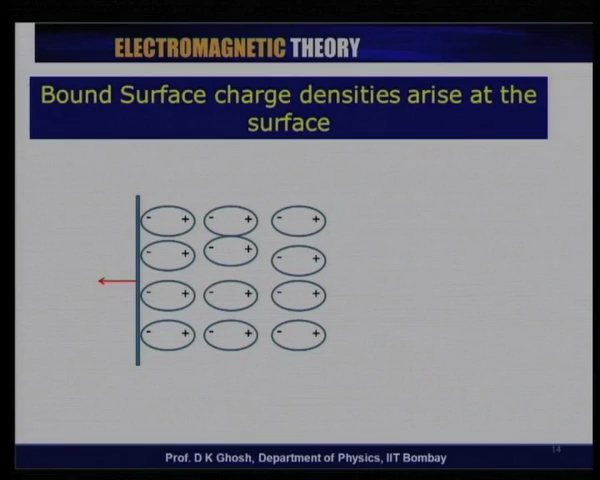 ELECTROMAGNETIC THEORY
Bound Surface charge densities arise at the
surface
- + - + - +
- + - + - +
- + - + - +
- + - + - +
Prof. D K Ghosh, Department of Physics, IIT Bombay
14